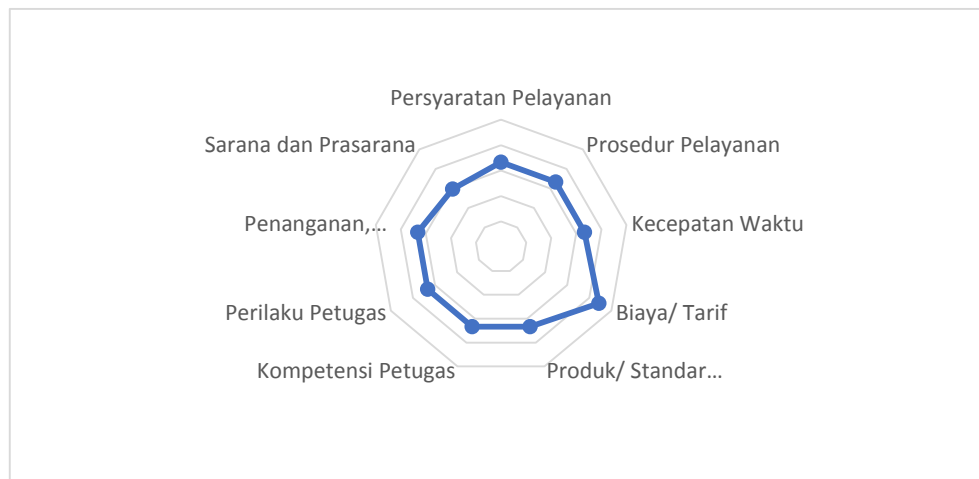 Persyaratan Pelayanan
Prosedur Pelayanan
Kecepatan Waktu
Biaya/ Tarif
Produk/ Standar...
Kompetensi Petugas
Perilaku Petugas
Penanganan,...
Sarana dan Prasarana